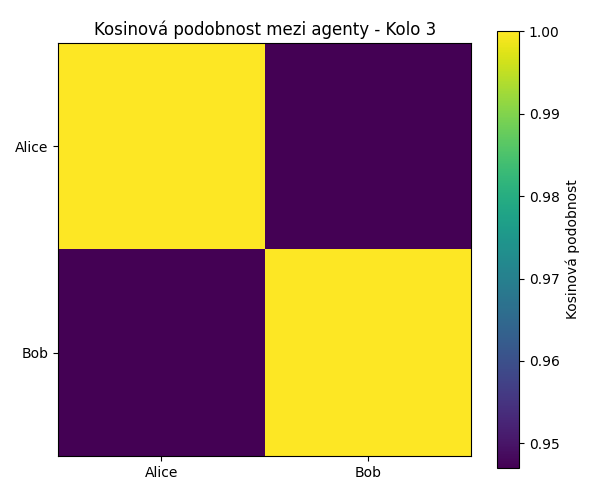 Kosinová podobnost mezi agenty - Kolo 3
Alice
Bob
Alice
Bob
1.00
0.99
0.98
0.97
0.96
0.95
Kosinová podobnost